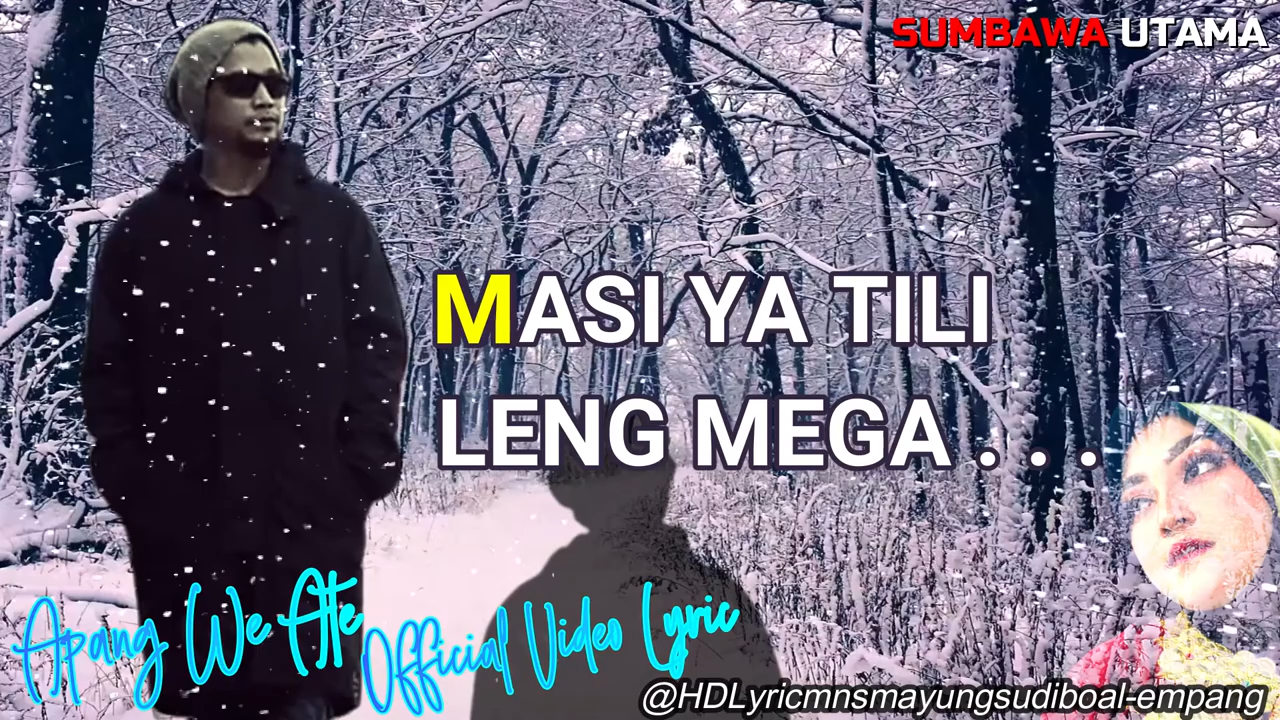 SUMBAWA UTAMA
MASI YA TILI
LENG MEGA . . .
Apang We Ate
Official Video Lyric
@HDLyricmnsmayungsudiboal-empang